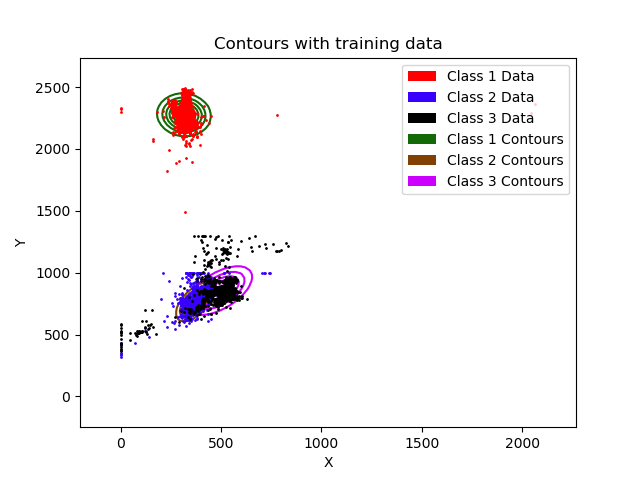 Contours with training data
Class 1 Data
Class 2 Data
Class 3 Data
Class 1 Contours
Class 2 Contours
Class 3 Contours
2500
2000
1500
1000
500
0
Y
0 500 1000 1500 2000
X